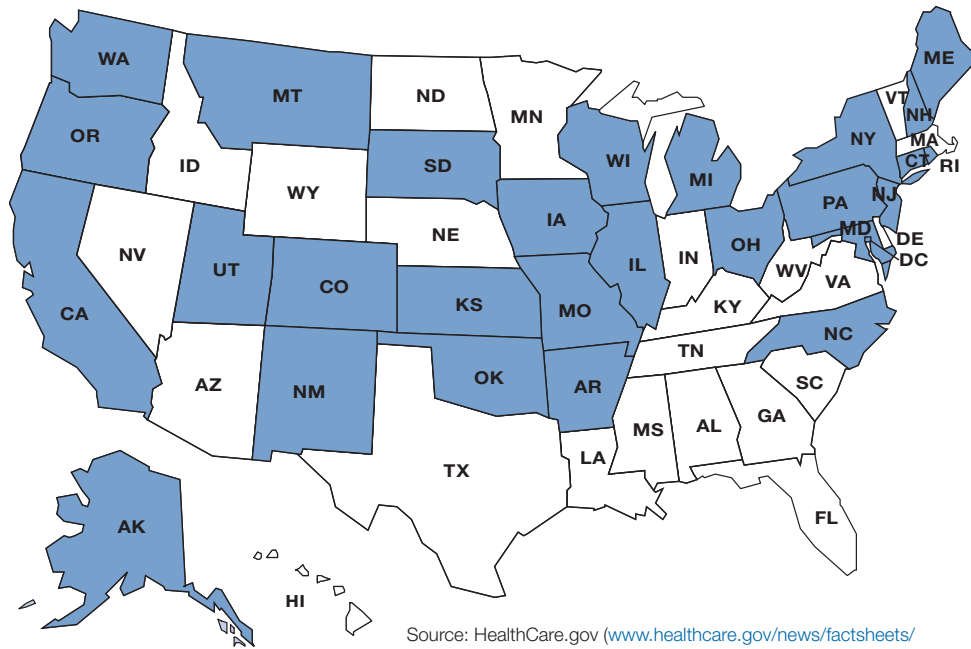 WA
MT
ND
MN
ME
VT
NH
OR
ID
SD
WI
NY
MA
WY
MI
CT
RI
IA
PA
NJ
NE
NV
UT
CO
IL
IN
OH
MD
DE
DC
WV
VA
CA
KS
MO
KY
NC
TN
AZ
NM
OK
AR
SC
MS
AL
GA
TX
LA
FL
AK
HI
Source: HealthCare.gov (www.healthcare.gov/news/factsheets/